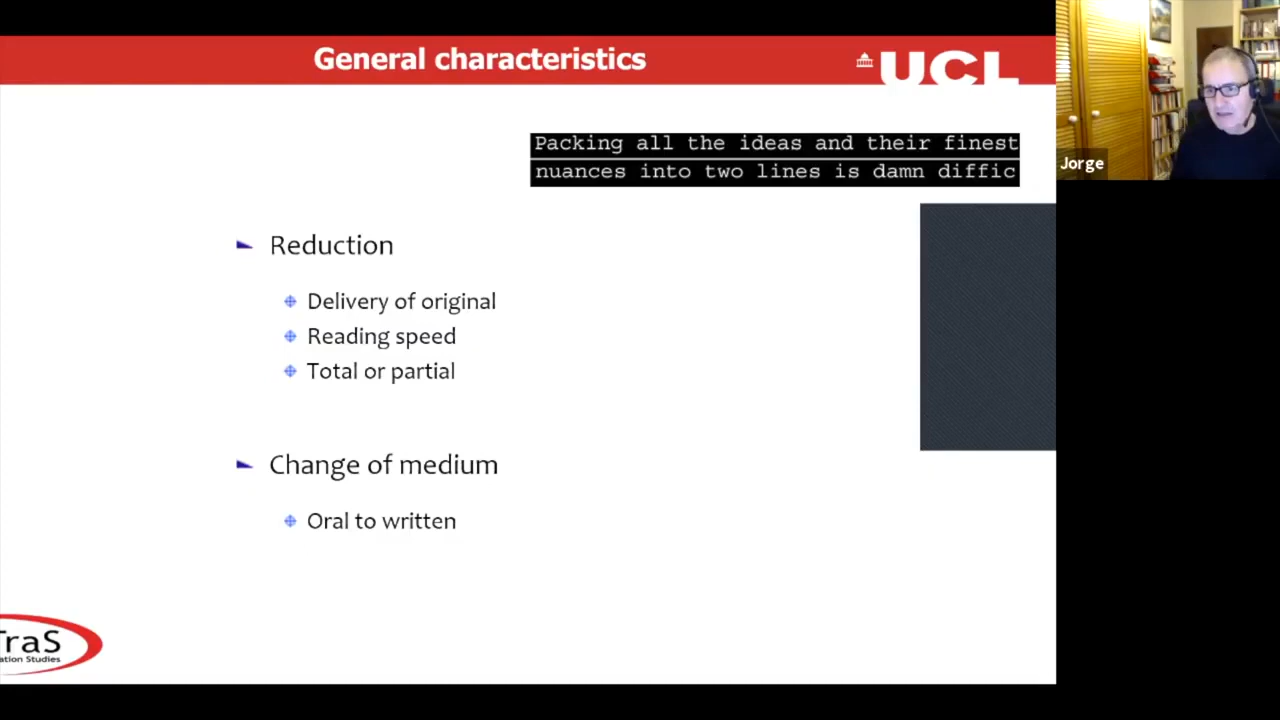 General characteristics
UCL
Packing all the ideas and their finest
nuances into two lines is damn diffic
Jorge
Reduction
Delivery of original
Reading speed
Total or partial
Change of medium
Oral to written
TraS
ation Studies